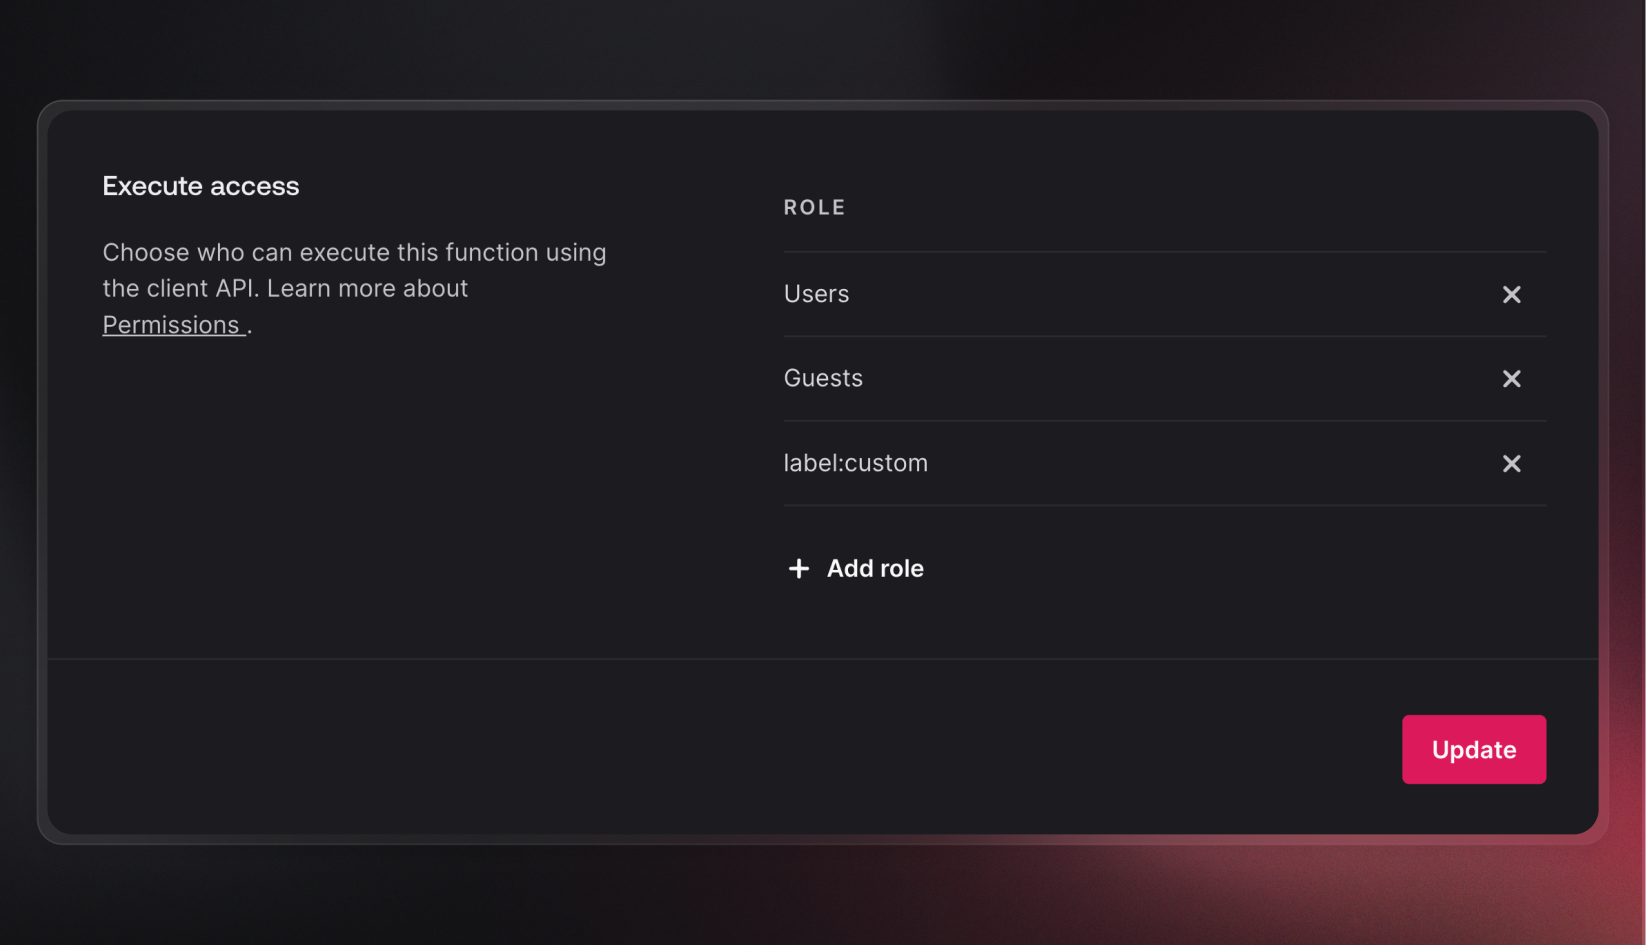 Execute access
Choose who can execute this function using
the client API. Learn more about
Permissions .
ROLE
Users
Guests
label:custom
Add role
Update